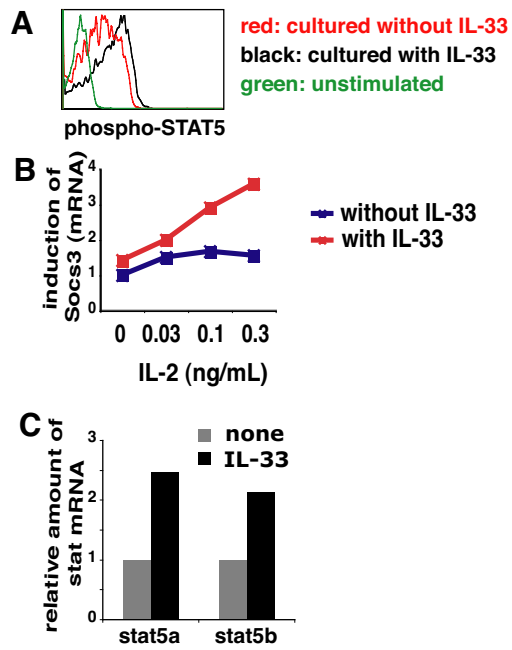 A
red: cultured without IL-33
black: cultured with IL-33
green: unstimulated
phospho-STAT5
B
induction of
Socs3 (mRNA)
4
3
2
1
0
0 0.03 0.1 0.3
IL-2 (ng/mL)
without IL-33
with IL-33
C
relative amount of
stat mRNA
3
2
1
0
none
IL-33
stat5a stat5b